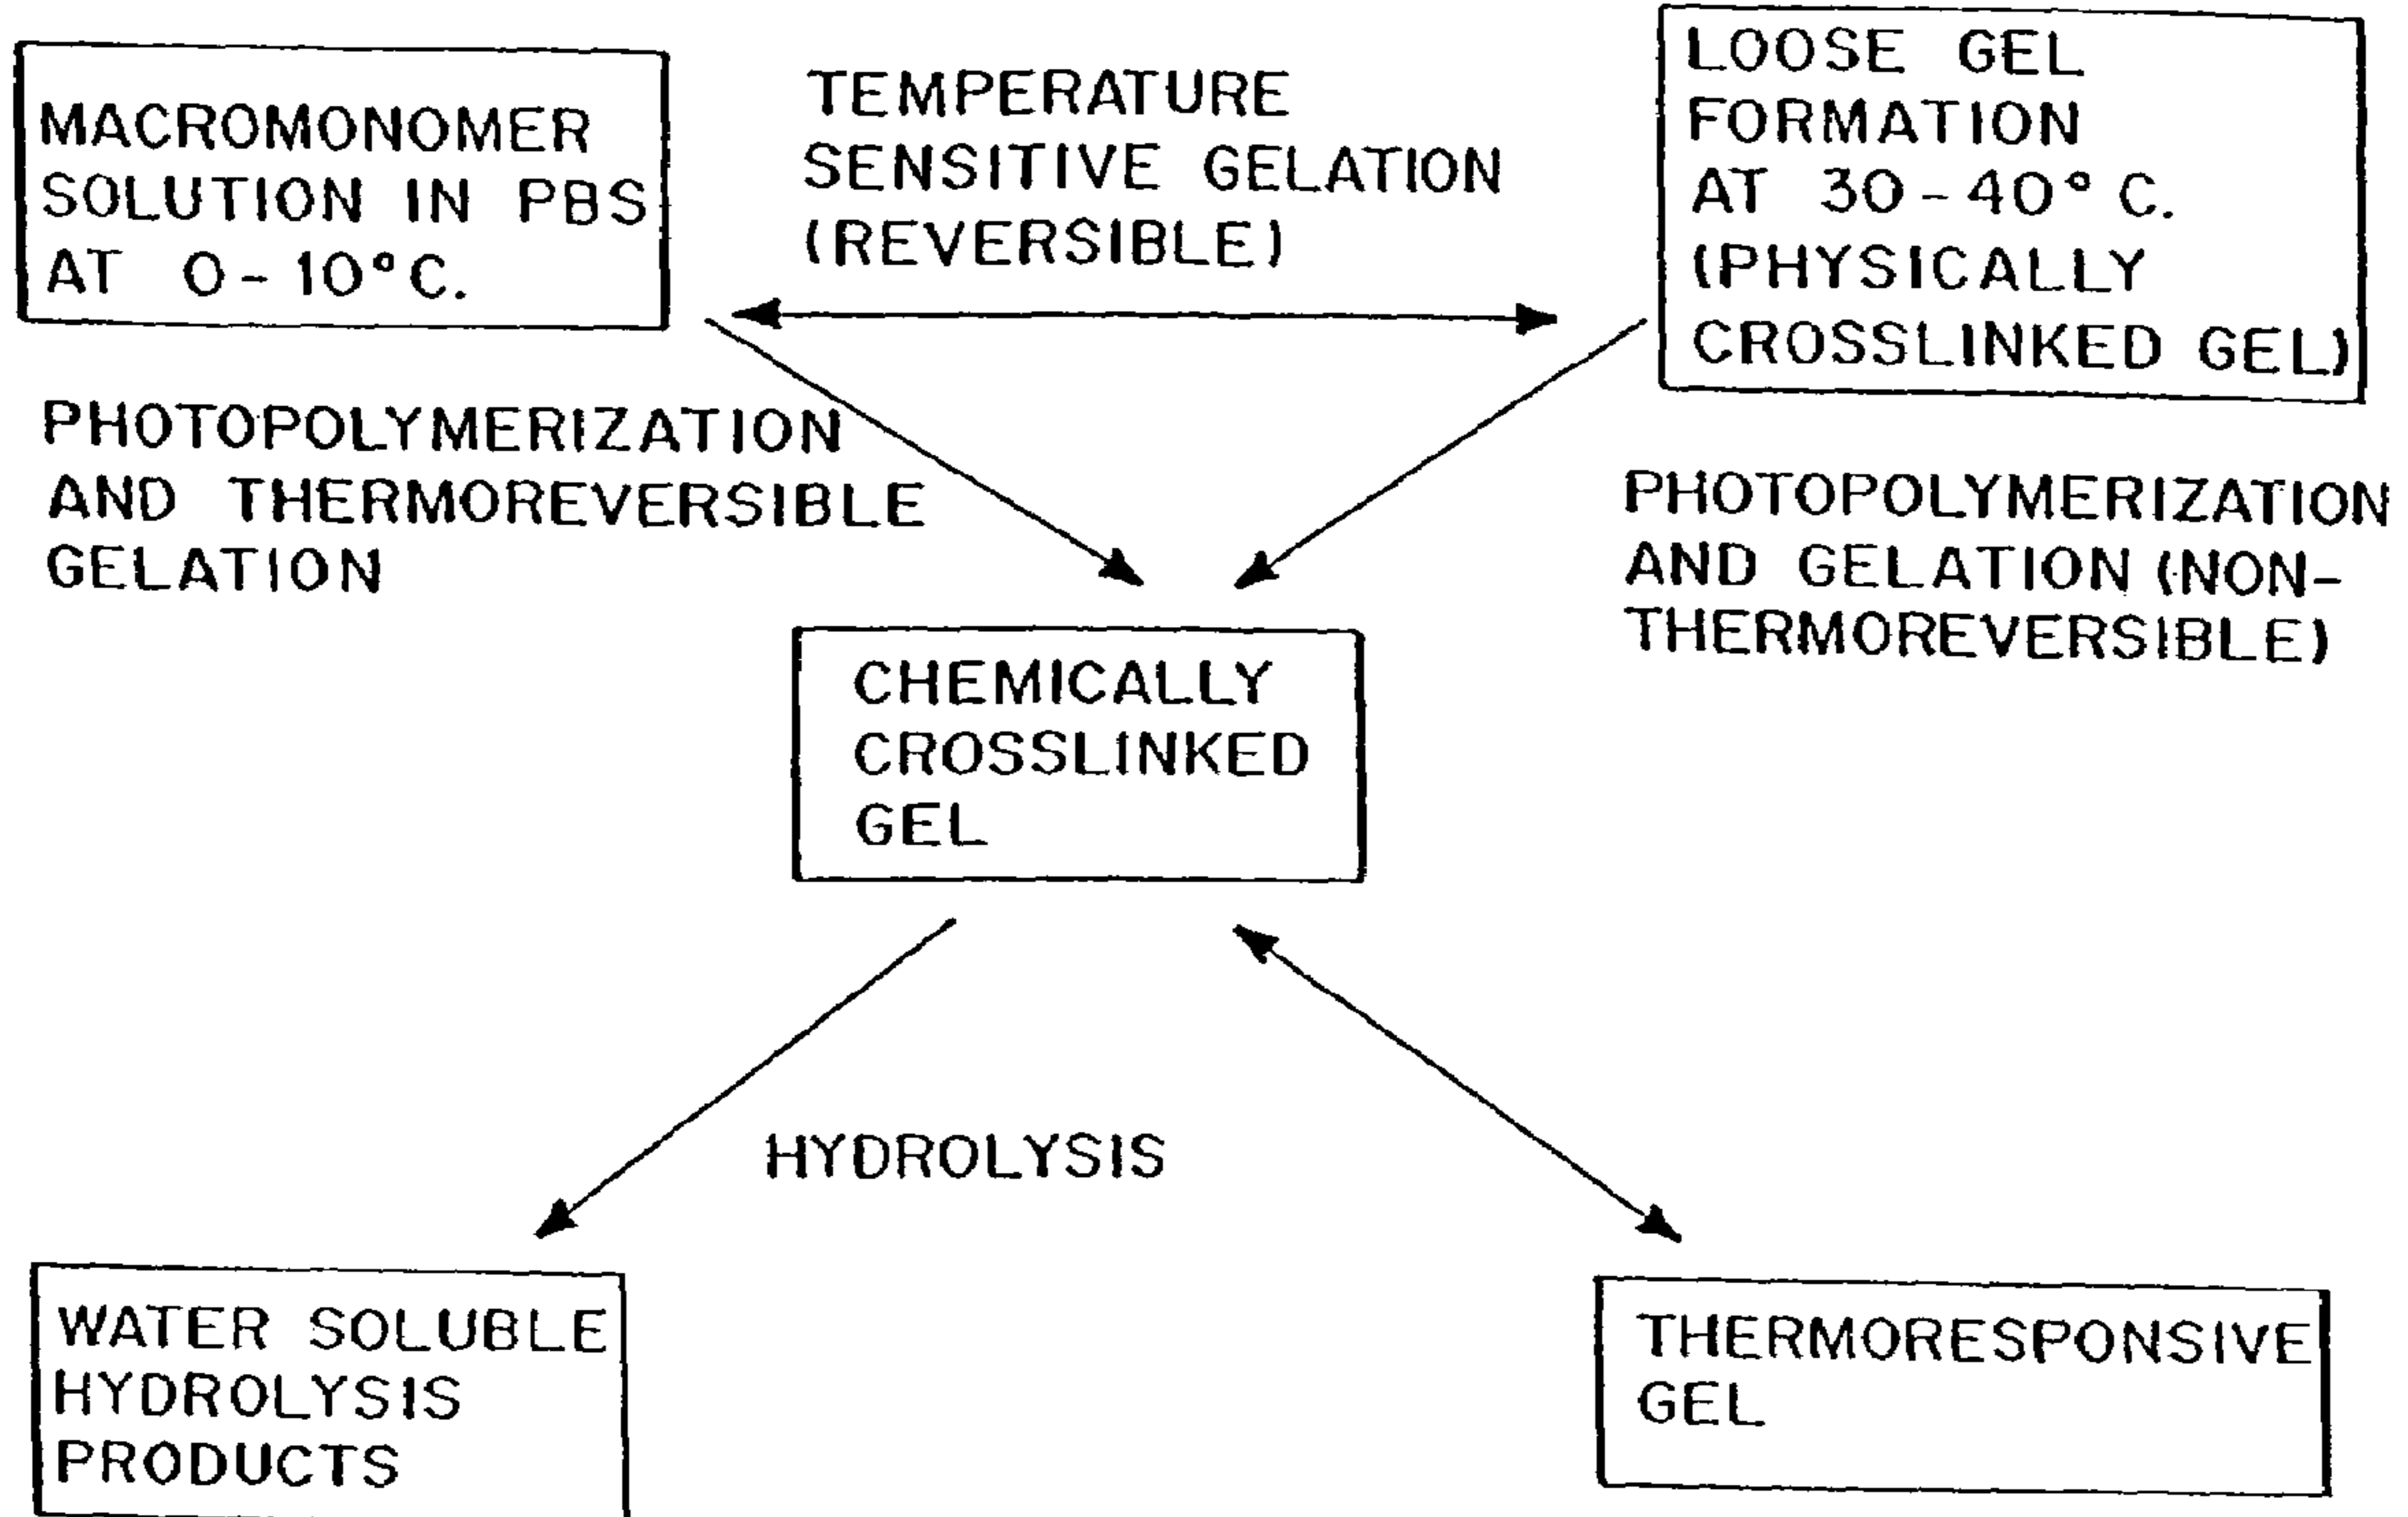 MACROMONOMER
SOLUTION IN PBS
AT 0-10°C.
TEMPERATURE
SENSITIVE GELATION
(REVERSIBLE)
LOOSE GEL
FORMATION
AT 30-40°C.
(PHYSICALLY
CROSSLINKED GEL)
PHOTOPOLYMERIZATION
AND THERMOREVERSIBLE
GELATION
PHOTOPOLYMERIZATION
AND GELATION (NON-
THERMOREVERSIBLE)
CHEMICALLY
CROSSLINKED
GEL
HYDROLYSIS
WATER SOLUBLE
HYDROLYSIS
PRODUCTS
THERMORESPONSIVE
GEL